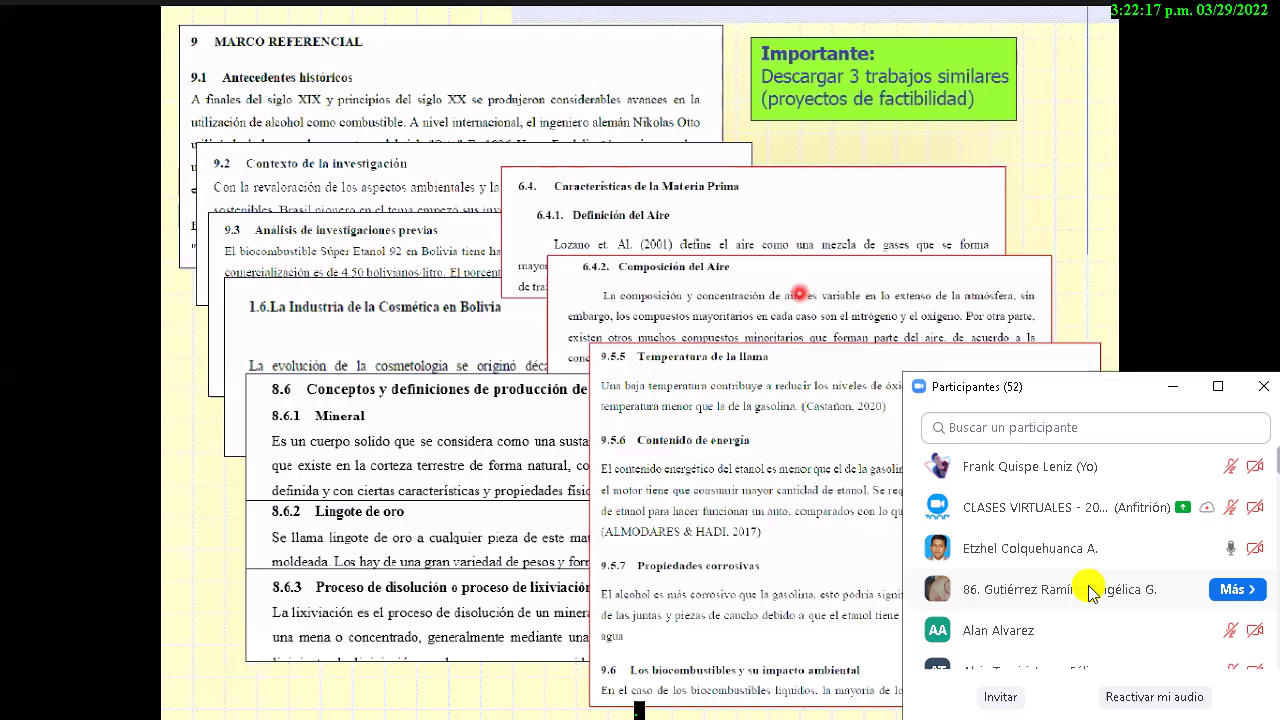 3:22:17 p.m. 03/29/2022
9 MARCO REFERENCIAL
9.1 Antecedentes históricos
A finales del siglo XIX y principios del siglo XX se produjeron considerables avances en la
utilización de alcohol como combustible. A nivel internacional, el ingeniero alemán Nikolas Otto
Importante:
Descargar 3 trabajos similares
(proyectos de factibilidad)
9.2 Contexto de la investigación
Con la revaloración de los aspectos ambientales y la
sostenibles. Brasil pionero en el tema empezó sus inv
9.3 Análisis de investigaciones previas
El biocombustible Súper Etanol 92 en Bolivia tiene ha
comercialización es de 4.50 bolivianos/litro. El porcent
1.6.La Industria de la Cosmética en Bolivia
La evolución de la cosmetología se originó déca
6.4. Características de la Materia Prima
6.4.1. Definición del Aire
Lozano et. Al. (2001) define el aire como una mezcla de gases que se forma
mayor
de tra
6.4.2. Composición del Aire
La composición y concentración de aire es variable en lo extenso de la atmósfera, sin
embargo, los compuestos mayoritarios en cada caso son el nitrógeno y el oxígeno. Por otra parte,
existen otros muchos compuestos minoritarios que forman parte del aire, de acuerdo a la
conc
8.6 Conceptos y definiciones de producción de
8.6.1 Mineral
Es un cuerpo solido que se considera como una susta
que existe en la corteza terrestre de forma natural, co
definida y con ciertas características y propiedades físic
8.6.2 Lingote de oro
Se llama lingote de oro a cualquier pieza de este ma
moldeada. Los hay de una gran variedad de pesos y form
8.6.3 Proceso de disolución o proceso de lixiviación
La lixiviación es el proceso de disolución de un minera
una mena o concentrado, generalmente mediante una
9.5.5 Temperatura de la llama
Una baja temperatura contribuye a reducir los niveles de óxi
temperatura menor que la de la gasolina. (Castañon, 2020)
9.5.6 Contenido de energía
El contenido energético del etanol es menor que el de la gasolin
el motor tiene que consumir mayor cantidad de etanol. Se req
de etanol para hacer funcionar un auto, comparados con lo qu
(ALMODARES & HADI, 2017)
9.5.7 Propiedades corrosivas
El alcohol es más corrosivo que la gasolina, esto podría signi
de las juntas y piezas de caucho debido a que el etanol tiene
agua
9.6 Los biocombustibles y su impacto ambiental
En el caso de los biocombustibles líquidos, la mayoría de lo
Participantes (52)
Buscar un participante
Frank Quispe Leniz (Yo)
CLASES VIRTUALES - 20... (Anfitrión)
Etzhel Colquehuanca A.
86. Gutiérrez Ramí ngélica G.
Más
AA Alan Alvarez
Invitar
Reactivar mi audio